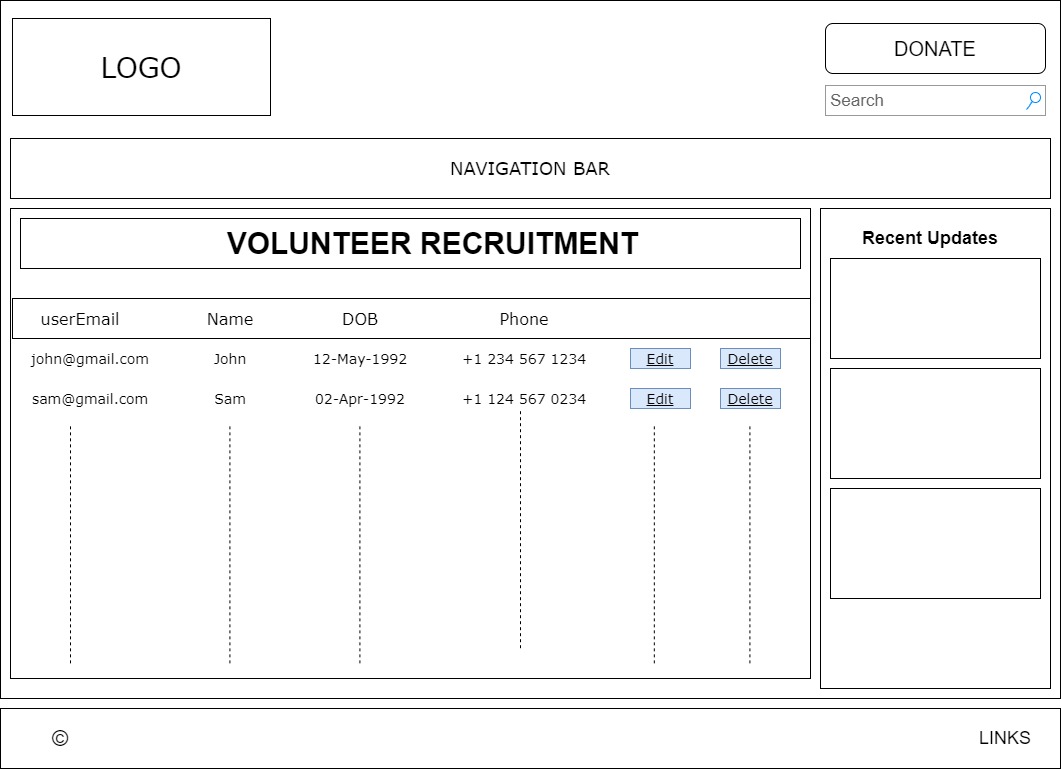 LOGO
DONATE
Search
NAVIGATION BAR
VOLUNTEER RECRUITMENT
userEmail Name DOB Phone
john@gmail.com John 12-May-1992 +1 234 567 1234 Edit Delete
sam@gmail.com Sam 02-Apr-1992 +1 124 567 0234 Edit Delete
Recent Updates
© LINKS